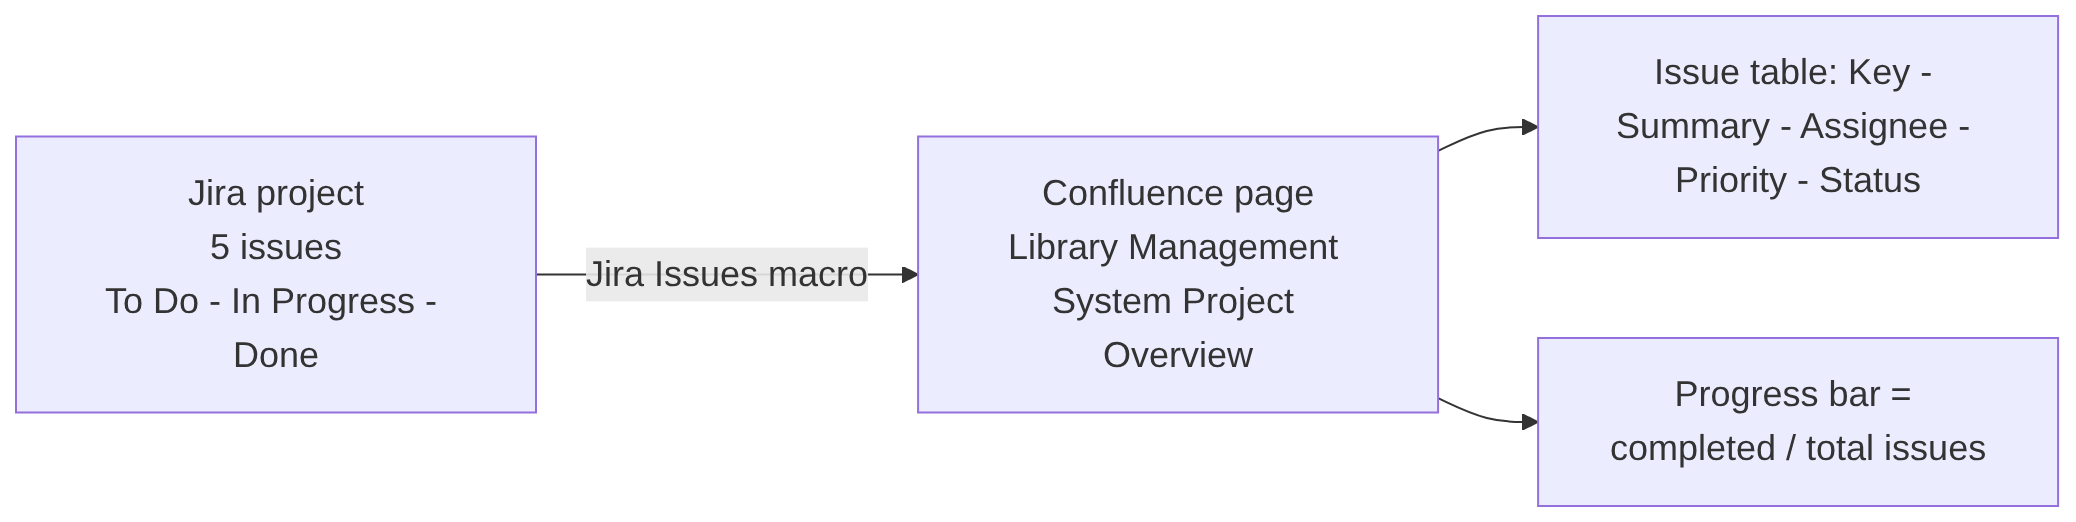 Jira project
5 issues
To Do - In Progress -
Done
Jira Issues macro
Confluence page
Library Management
System Project
Overview
Issue table: Key -
Summary - Assignee -
Priority - Status
Progress bar =
completed / total issues